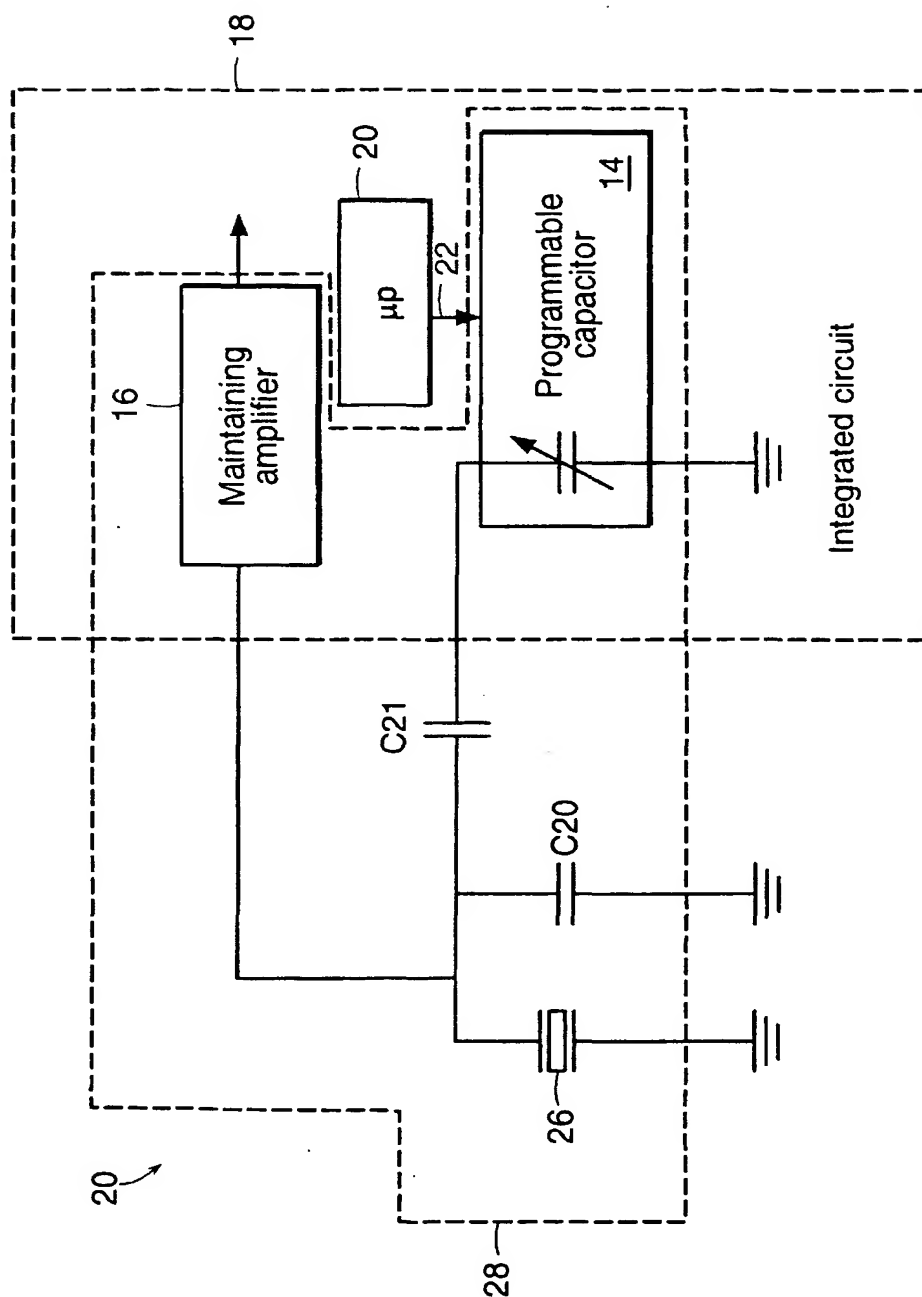 18
16
Maintaining
amplifier
20
μp
22
Programmable
capacitor
14
C21
C20
26
Integrated circuit
20
28